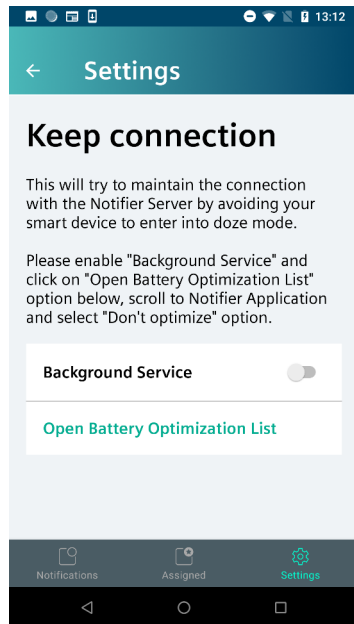 13:12
Settings
Keep connection
This will try to maintain the connection
with the Notifier Server by avoiding your
smart device to enter into doze mode.
Please enable "Background Service" and
click on "Open Battery Optimization List"
option below, scroll to Notifier Application
and select "Don't optimize" option.
Background Service
Open Battery Optimization List
Notifications
Assigned
Settings